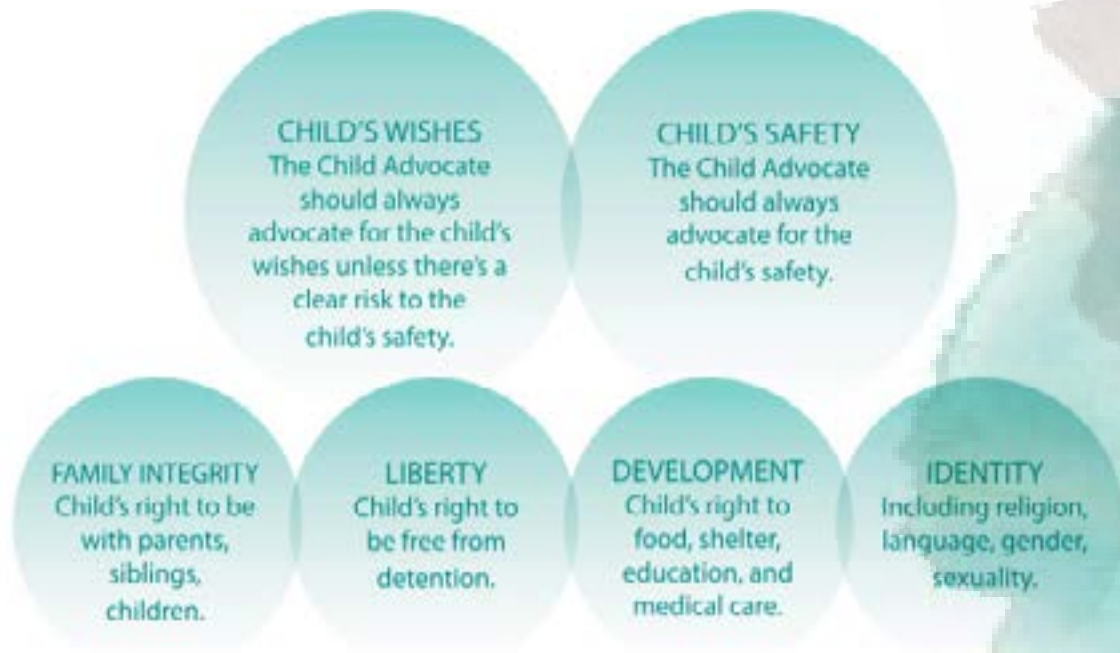 CHILD'S WISHES
The Child Advocate
should always
advocate for the child's
wishes unless there's a
clear risk to the
child's safety.
CHILD'S SAFETY
The Child Advocate
should always
advocate for the
child's safety.
FAMILY INTEGRITY
Child's right to be
with parents,
siblings,
children.
LIBERTY
Child's right to
be free from
detention.
DEVELOPMENT
Child's right to
food, shelter,
education, and
medical care.
IDENTITY
Including religion,
language, gender,
sexuality.